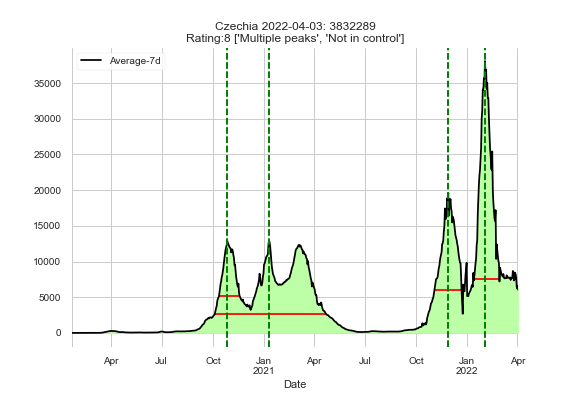 Czechia 2022-04-03: 3832289
Rating:8 ['Multiple peaks', 'Not in control']
Average-7d
35000
30000
25000
20000
15000
10000
5000
0
Apr Jul Oct Jan Apr Jul Oct Jan Apr
2021 2022
Date